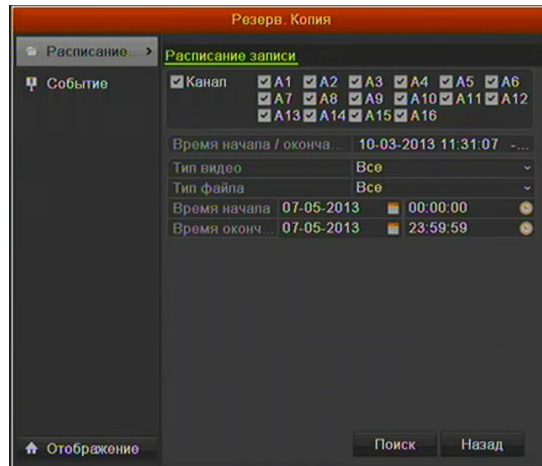 Резерв. Копия
Расписание... >
Событие
Отображение
Расписание записи
Канал A1 A2 A3 A4 A5 A6
A7 A8 A9 A10 A11 A12
A13 A14 A15 A16
Время начала / оконча... 10-03-2013 11:31:07 -...
Тип видео Все
Тип файла Все
Время начала 07-05-2013 00:00:00
Время оконч... 07-05-2013 23:59:59
Поиск Назад